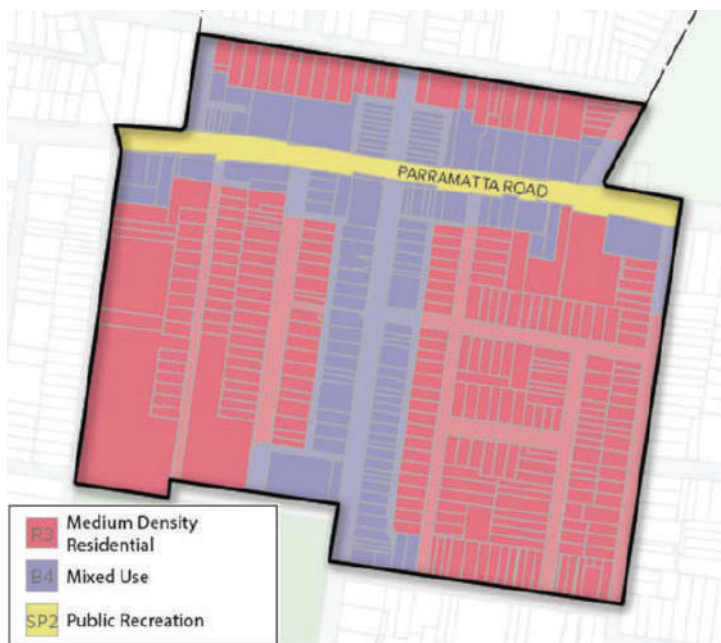 PARRAMATTA ROAD
R3 Medium Density
Residential
B4 Mixed Use
SP2 Public Recreation